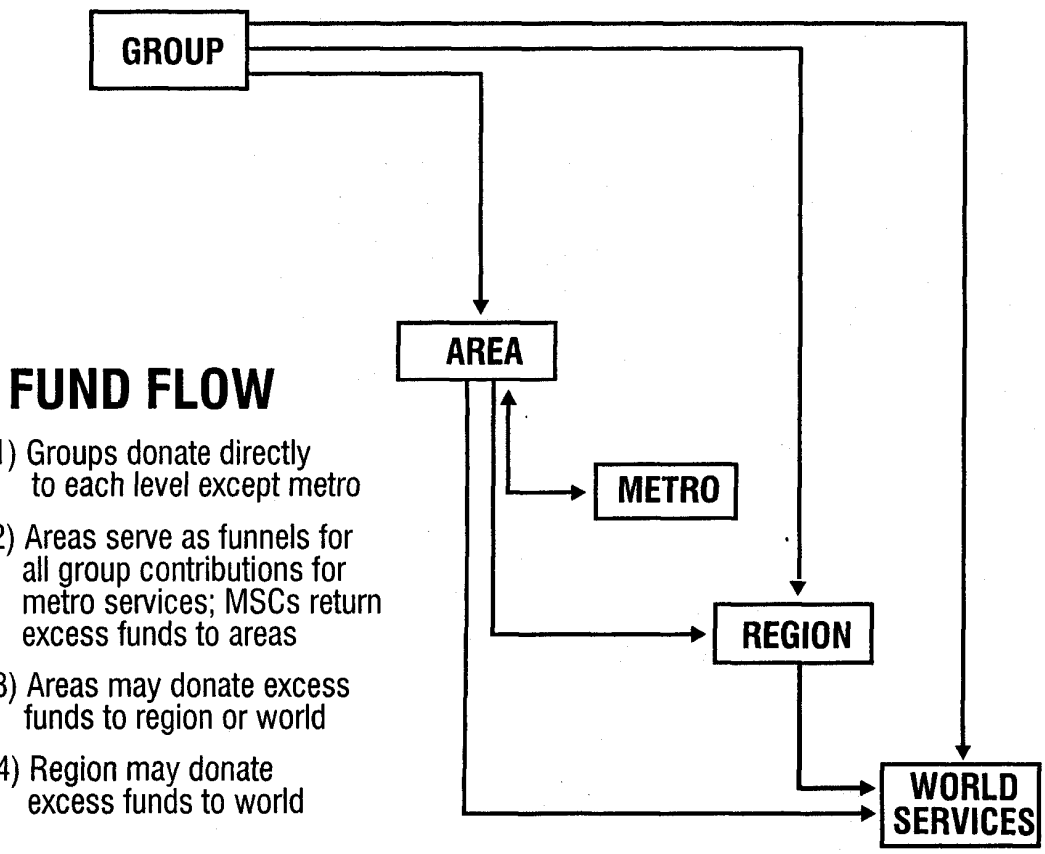 GROUP
AREA
FUND FLOW
1) Groups donate directly
to each level except metro
METRO
2) Areas serve as funnels for
all group contributions for
metro services; MSCs return
excess funds to areas
REGION
3) Areas may donate excess
funds to region or world
4) Region may donate
excess funds to world
WORLD
SERVICES